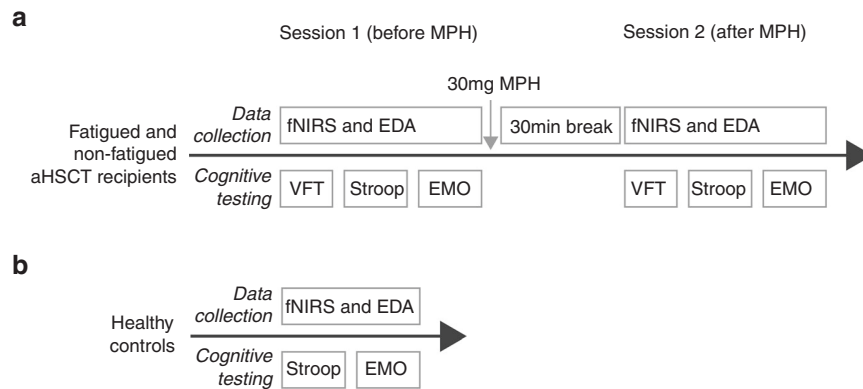 a
Session 1 (before MPH)
Session 2 (after MPH)
30mg MPH
Data
collection
fNIRS and EDA
30min break
fNIRS and EDA
Fatigued and
non-fatigued
aHSCT recipients
Cognitive
testing
VFT
Stroop
EMO
VFT
Stroop
EMO
b
Data
collection
fNIRS and EDA
Healthy
controls
Cognitive
testing
Stroop
EMO